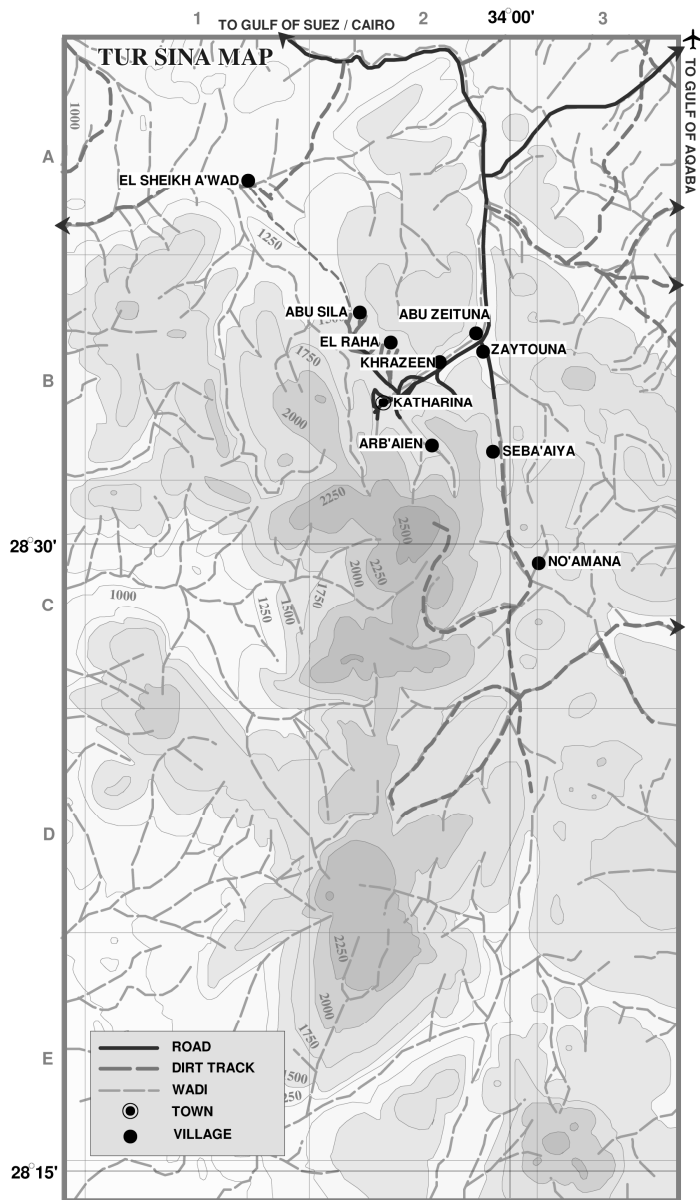 1
2
34°00'
3
TO GULF OF SUEZ / CAIRO
TUR SINA MAP
TO GULF OF AQABA
1000
A
EL SHEIKH A'WAD
1250
ABU SILA
ABU ZEITUNA
EL RAHA
ZAYTOUNA
1750
KHRAZEEN
B
KATHARINA
2000
ARB'AIEN
SEBA'AIYA
2250
2500
28°30'
NO'AMANA
2250
2000
1750
1000
C
1250
1500
D
2250
2000
1750
E
1500
250
ROAD
DIRT TRACK
WADI
TOWN
VILLAGE
28°15'